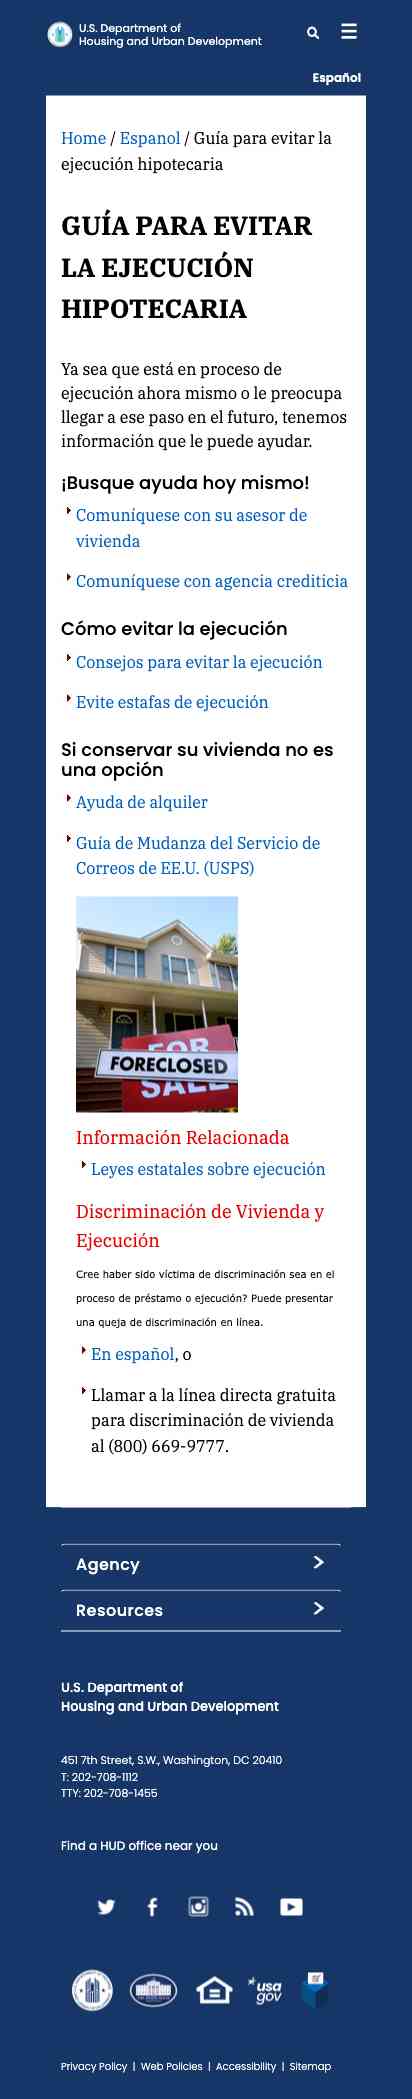 U.S. Department of
Housing and Urban Development
Español
Home / Espanol / Guía para evitar la
ejecución hipotecaria
GUÍA PARA EVITAR
LA EJECUCIÓN
HIPOTECARIA
Ya sea que está en proceso de
ejecución ahora mismo o le preocupa
llegar a ese paso en el futuro, tenemos
información que le puede ayudar.
¡Busque ayuda hoy mismo!
Comuníquese con su asesor de
vivienda
Comuníquese con agencia crediticia
Cómo evitar la ejecución
Consejos para evitar la ejecución
Evite estafas de ejecución
Si conservar su vivienda no es
una opción
Ayuda de alquiler
Guía de Mudanza del Servicio de
Correos de EE.U. (USPS)
FOR
FORECLOSED
SALE
Información Relacionada
Leyes estatales sobre ejecución
Discriminación de Vivienda y
Ejecución
Cree haber sido víctima de discriminación sea en el
proceso de préstamo o ejecución? Puede presentar
una queja de discriminación en línea.
En español, o
Llamar a la línea directa gratuita
para discriminación de vivienda
al (800) 669-9777.
Agency
Resources
U.S. Department of
Housing and Urban Development
451 7th Street, S.W., Washington, DC 20410
T: 202-708-1112
TTY: 202-708-1455
Find a HUD office near you
usa
gov
Privacy Policy | Web Policies | Accessibility | Sitemap